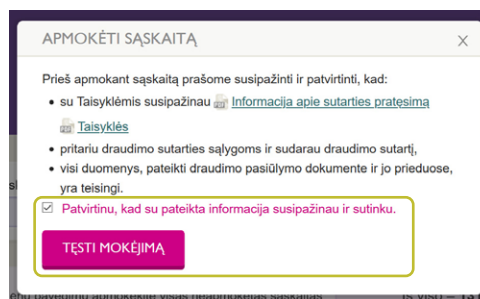 APMOKĖTI SĄSKAITĄ X
Prieš apmokant sąskaitą prašome susipažinti ir patvirtinti, kad:
• su Taisyklėmis susipažinau Informacija apie sutarties pratęsimą
Taisyklės
• pritariu draudimo sutarties sąlygoms ir sudarau draudimo sutartį,
• visi duomenys, pateikti draudimo pasiūlymo dokumente ir jo prieduose,
yra teisingi.
Patvirtinu, kad su pateikta informacija susipažinau ir sutinku.
TĘSTI MOKĖJIMĄ